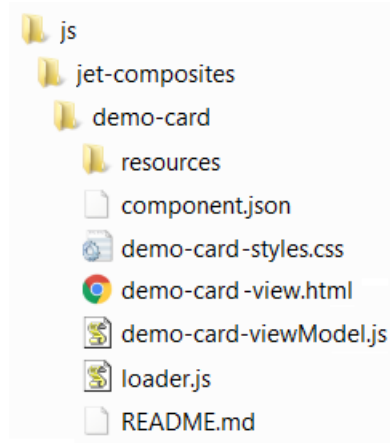 js
jet-composites
demo-card
resources
component.json
demo-card-styles.css
demo-card-view.html
demo-card-viewModel.js
loader.js
README.md